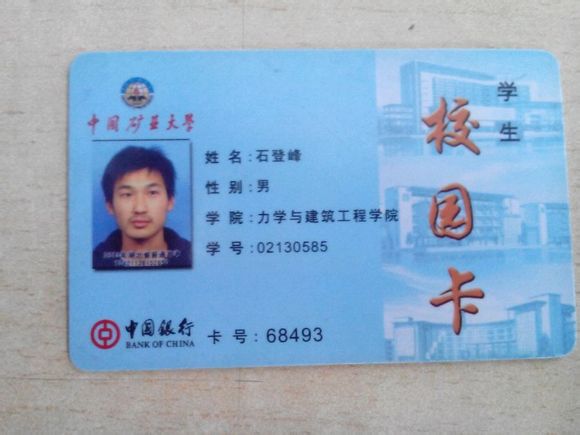 中国矿业大学
学生
校园卡
姓 名:石登峰
性 别:男
学 院:力学与建筑工程学院
学 号:02130585
中国银行
BANK OF CHINA
卡 号:68493